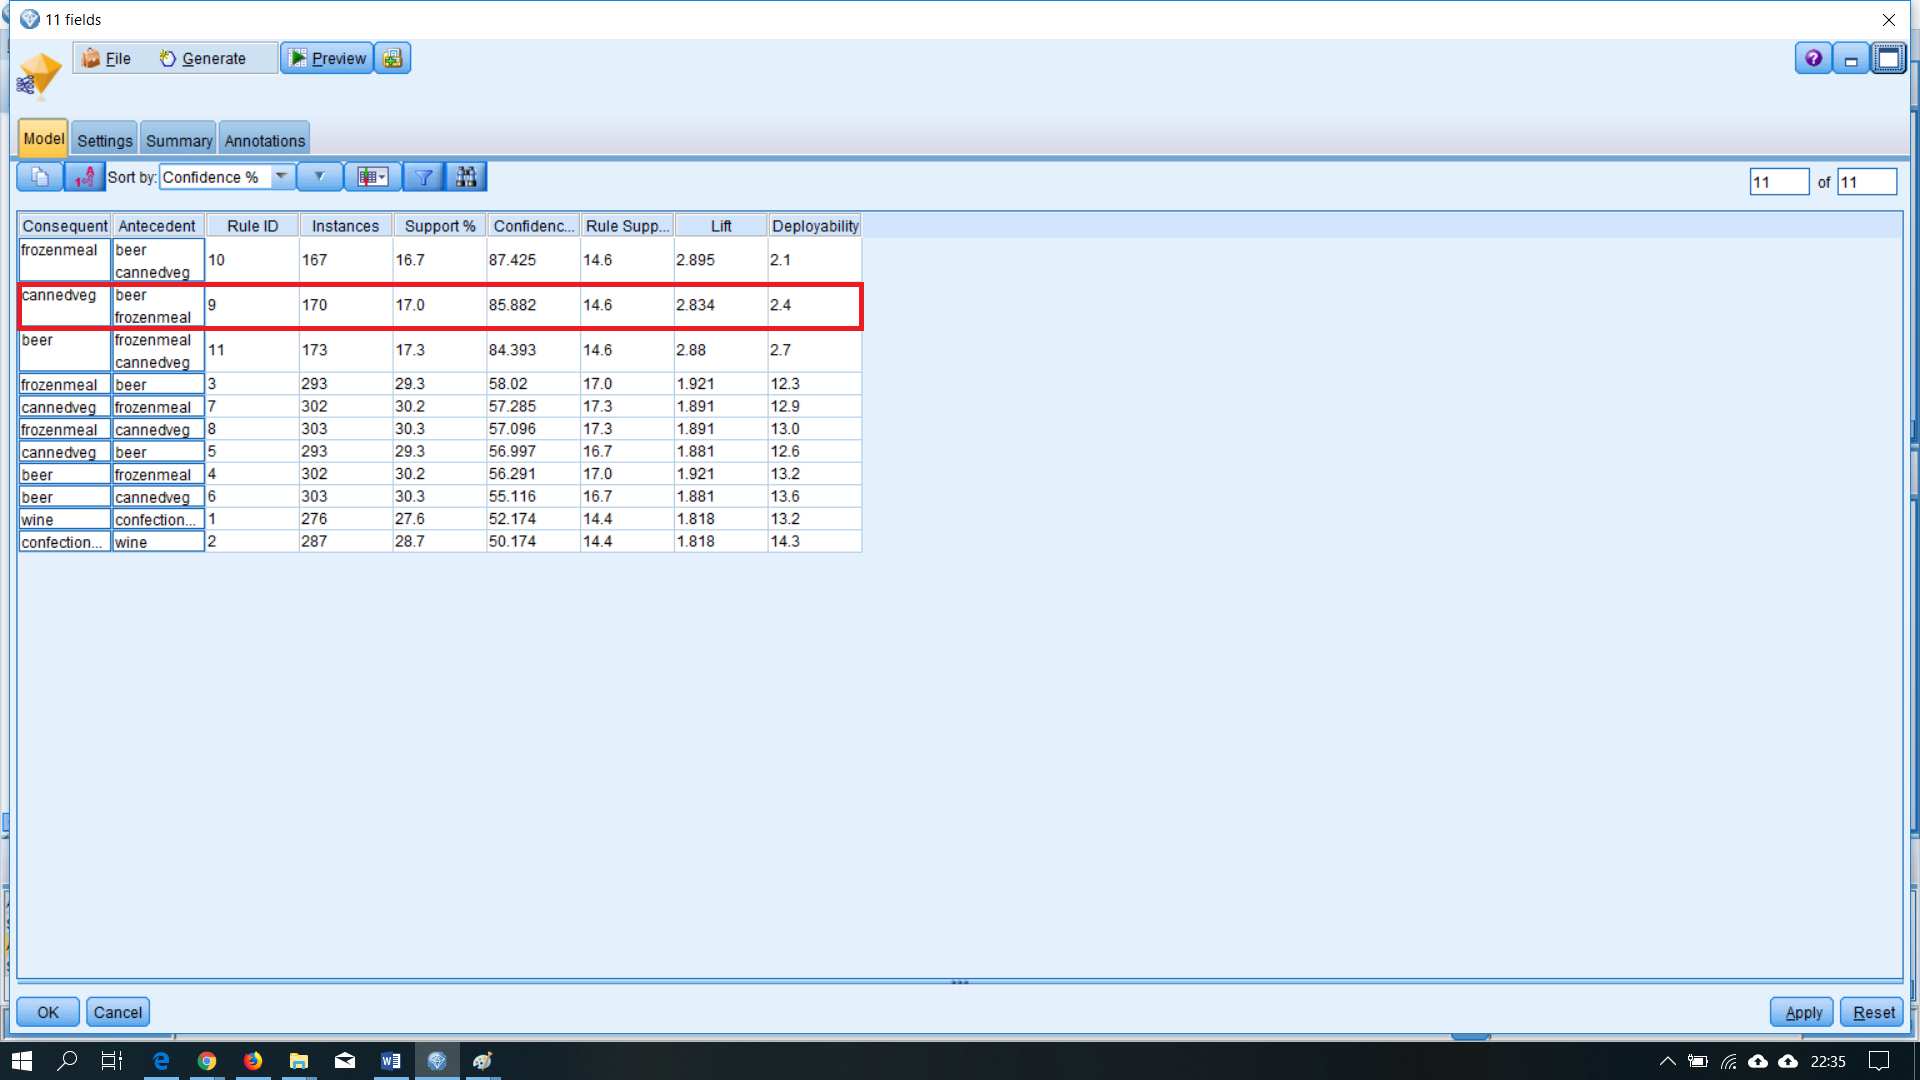 11 fields
File Generate Preview
Model Settings Summary Annotations
Sort by: Confidence % 11 of 11
Consequent Antecedent Rule ID Instances Support % Confidenc... Rule Supp... Lift Deployability
frozenmeal beer cannedveg 10 167 16.7 87.425 14.6 2.895 2.1
cannedveg beer frozenmeal 9 170 17.0 85.882 14.6 2.834 2.4
beer frozenmeal cannedveg 11 173 17.3 84.393 14.6 2.88 2.7
frozenmeal beer 3 293 29.3 58.02 17.0 1.921 12.3
cannedveg frozenmeal 7 302 30.2 57.285 17.3 1.891 12.9
frozenmeal cannedveg 8 303 30.3 57.096 17.3 1.891 13.0
cannedveg beer 5 293 29.3 56.997 16.7 1.881 12.6
beer frozenmeal 4 302 30.2 56.291 17.0 1.921 13.2
beer cannedveg 6 303 30.3 55.116 16.7 1.881 13.6
wine confection... 1 276 27.6 52.174 14.4 1.818 13.2
confection... wine 2 287 28.7 50.174 14.4 1.818 14.3
OK Cancel Apply Reset
22:35